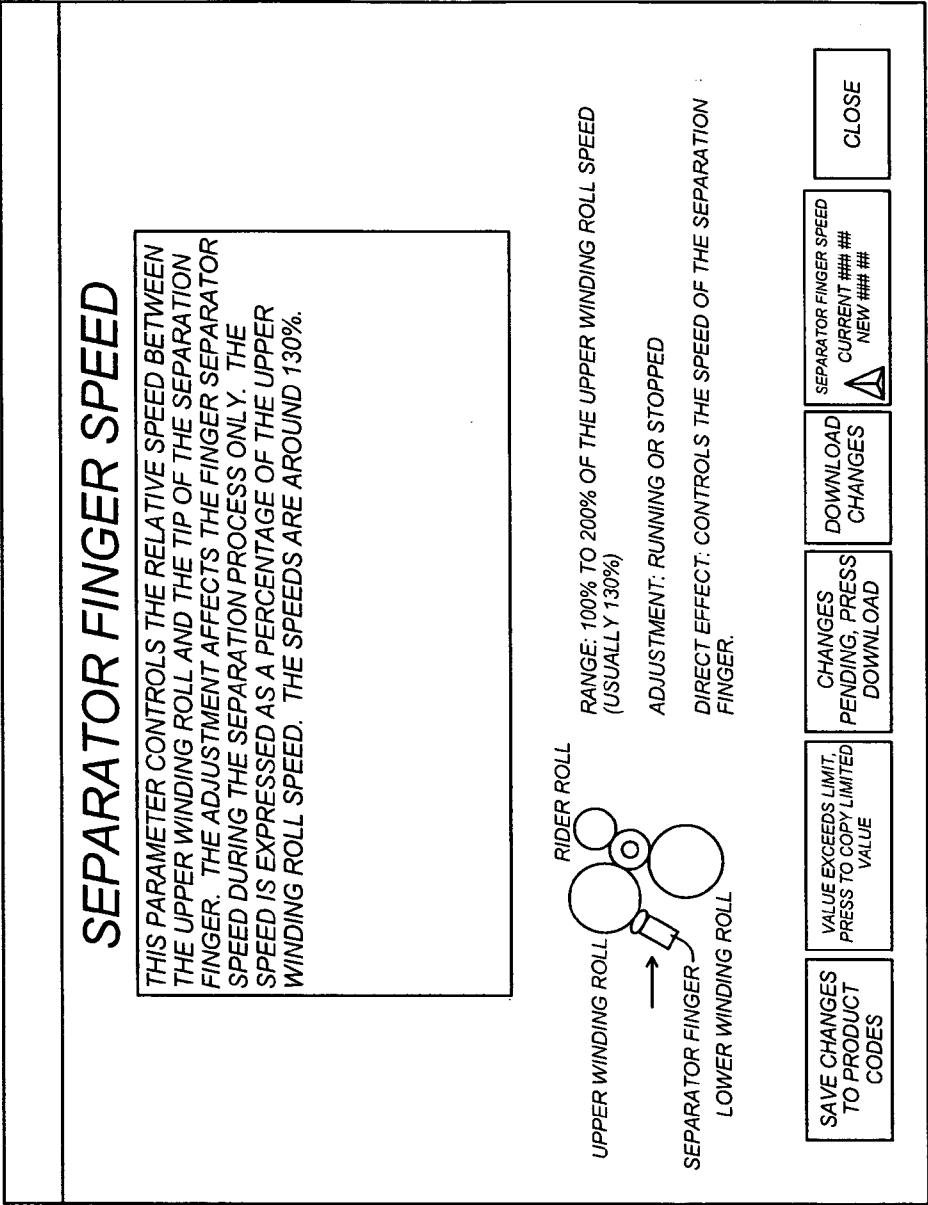 SEPARATOR FINGER SPEED
THIS PARAMETER CONTROLS THE RELATIVE SPEED BETWEEN
THE UPPER WINDING ROLL AND THE TIP OF THE SEPARATION
FINGER. THE ADJUSTMENT AFFECTS THE FINGER SEPARATOR
SPEED DURING THE SEPARATION PROCESS ONLY. THE
SPEED IS EXPRESSED AS A PERCENTAGE OF THE UPPER
WINDING ROLL SPEED. THE SPEEDS ARE AROUND 130%.
UPPER WINDING ROLL
RIDER ROLL
SEPARATOR FINGER
LOWER WINDING ROLL
RANGE: 100% TO 200% OF THE UPPER WINDING ROLL SPEED
(USUALLY 130%)
ADJUSTMENT: RUNNING OR STOPPED
DIRECT EFFECT: CONTROLS THE SPEED OF THE SEPARATION
FINGER.
SAVE CHANGES
TO PRODUCT
CODES
VALUE EXCEEDS LIMIT,
PRESS TO COPY LIMITED
VALUE
CHANGES
PENDING, PRESS
DOWNLOAD
DOWNLOAD
CHANGES
SEPARATOR FINGER SPEED
CURRENT ### ##
NEW ### ##
CLOSE